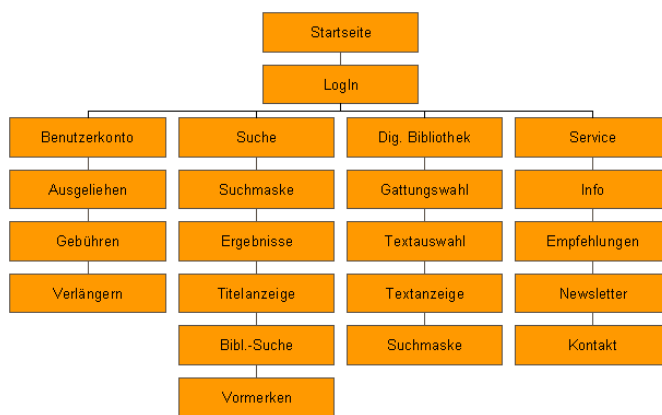 Startseite
LogIn
Benutzerkonto
Suche
Dig. Bibliothek
Service
Ausgeliehen
Suchmaske
Gattungswahl
Info
Gebühren
Ergebnisse
Textauswahl
Empfehlungen
Verlängern
Titelanzeige
Textanzeige
Newsletter
Bibl.-Suche
Suchmaske
Kontakt
Vormerken